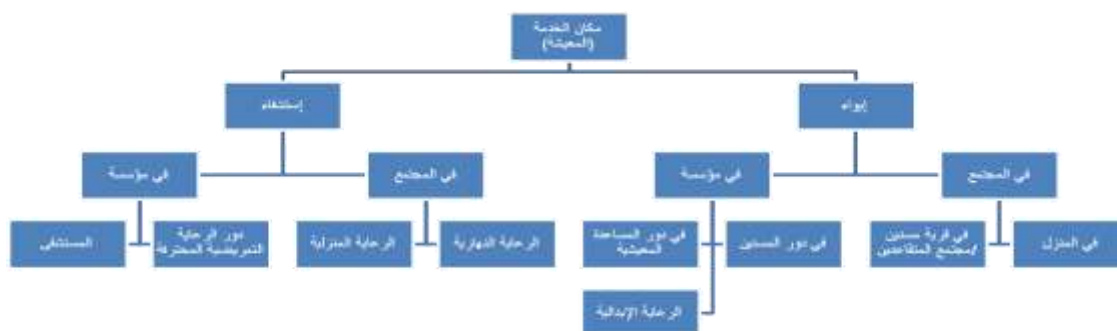 مكان الخدمة
(المعيشة)
إيواء
إستشفاء
في المجتمع
في مؤسسة
في المجتمع
في مؤسسة
في المنزل
في قرية مسنين
/مجتمع المتقاعدين
في دور المسنين
في دور المساعدة
المعيشية
الرعاية النهارية
الرعاية المنزلية
دور الرعاية
التمريضية المحترفة
المستشفى
الرعاية الإبدالية